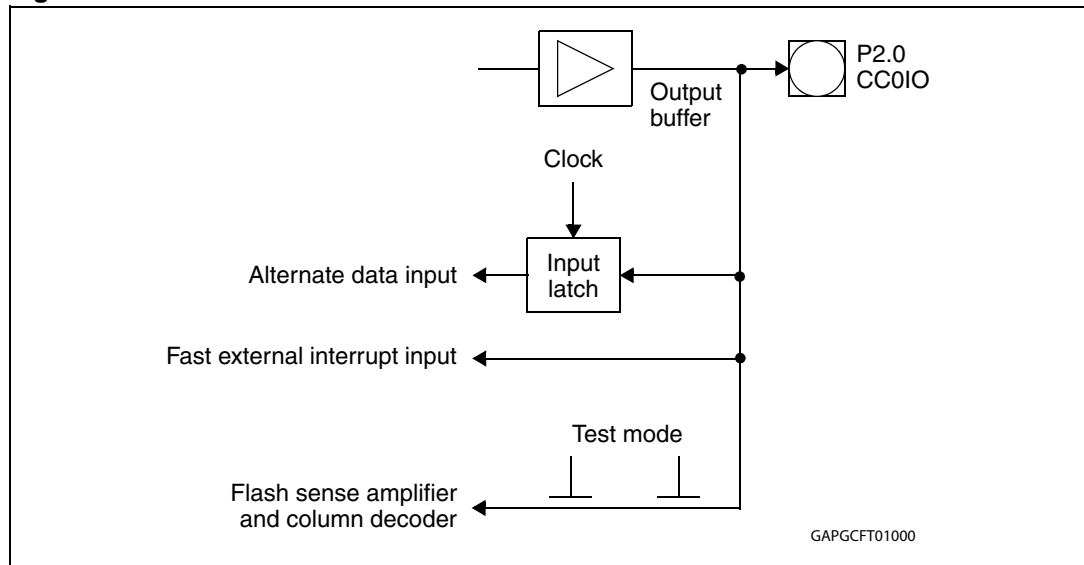 P2.0
CC0IO
Output
buffer
Clock
Input
latch
Alternate data input
Fast external interrupt input
Test mode
Flash sense amplifier
and column decoder
GAPGCFT01000